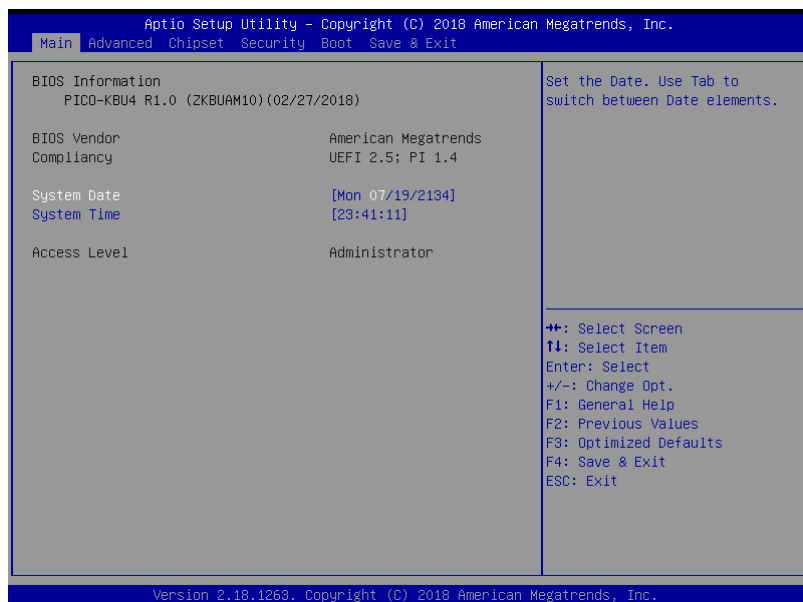 Aptio Setup Utility – Copyright (C) 2018 American Megatrends, Inc.
Main Advanced Chipset Security Boot Save & Exit
BIOS Information
PICO-KBU4 R1.0 (ZKBUAM10)(02/27/2018)
BIOS Vendor American Megatrends
Compliancy UEFI 2.5; PI 1.4
System Date [Mon 07/19/2134]
System Time [23:41:11]
Access Level Administrator
Set the Date. Use Tab to
switch between Date elements.
→←: Select Screen
↑↓: Select Item
Enter: Select
+/-: Change Opt.
F1: General Help
F2: Previous Values
F3: Optimized Defaults
F4: Save & Exit
ESC: Exit
Version 2.18.1263. Copyright (C) 2018 American Megatrends, Inc.